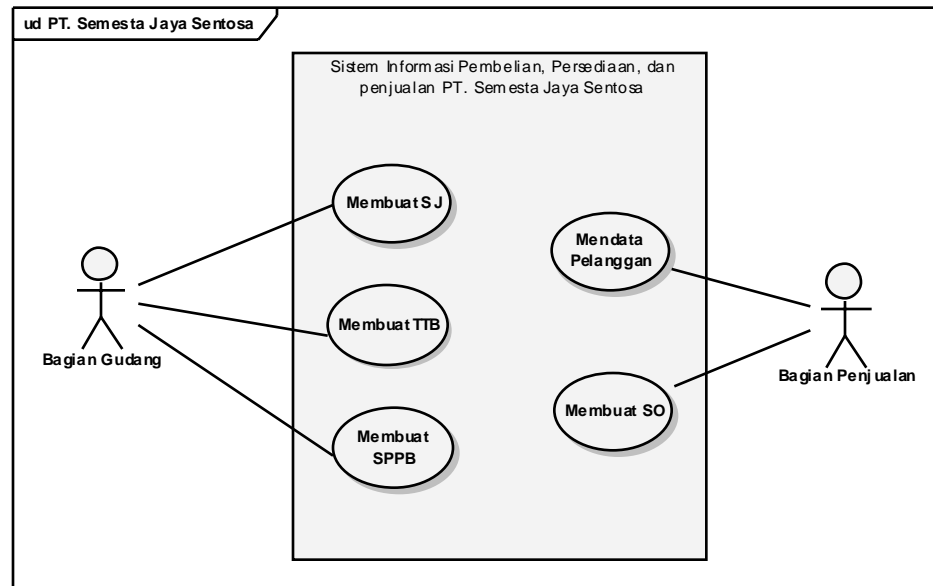 ud PT. Semesta Jaya Sentosa
Sistem Informasi Pembelian, Persediaan, dan
penjualan PT. Semesta Jaya Sentosa
Membuat SJ
Mendata
Pelanggan
Membuat TTB
Bagian Gudang
Bagian Penjualan
Membuat SO
Membuat
SPPB